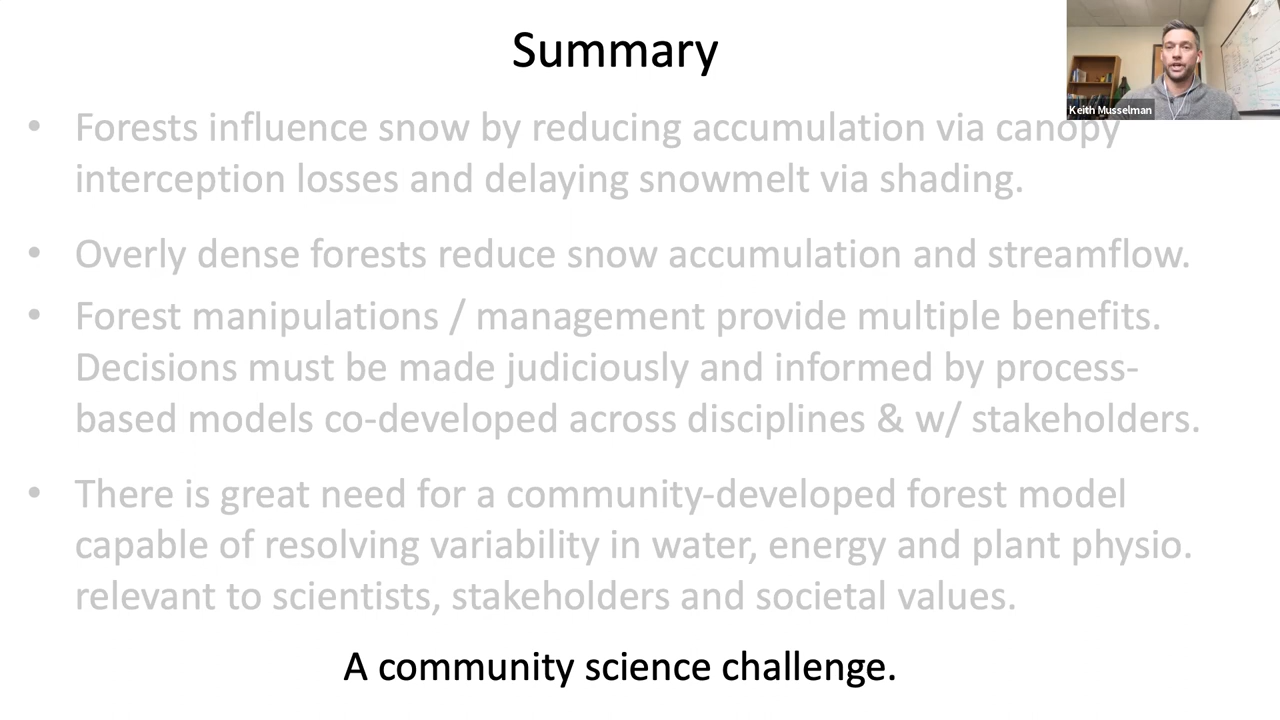 Summary
Keith Musselman
• Forests influence snow by reducing accumulation via canopy
interception losses and delaying snowmelt via shading.
• Overly dense forests reduce snow accumulation and streamflow.
• Forest manipulations / management provide multiple benefits.
Decisions must be made judiciously and informed by process-
based models co-developed across disciplines & w/ stakeholders.
• There is great need for a community-developed forest model
capable of resolving variability in water, energy and plant physio.
relevant to scientists, stakeholders and societal values.
A community science challenge.